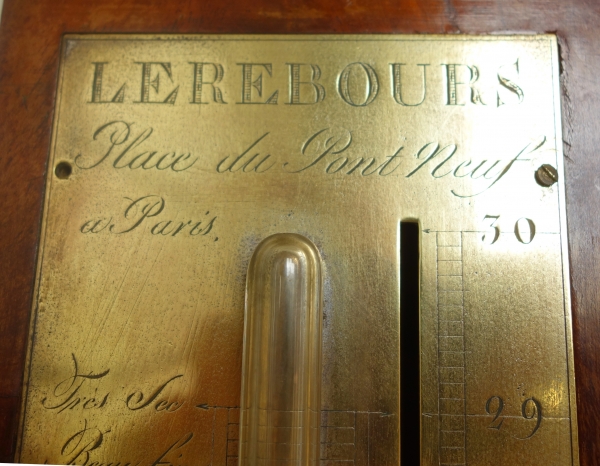 LEREBOURS
Place du Pont Neuf
a Paris.
30
Très Sec
29